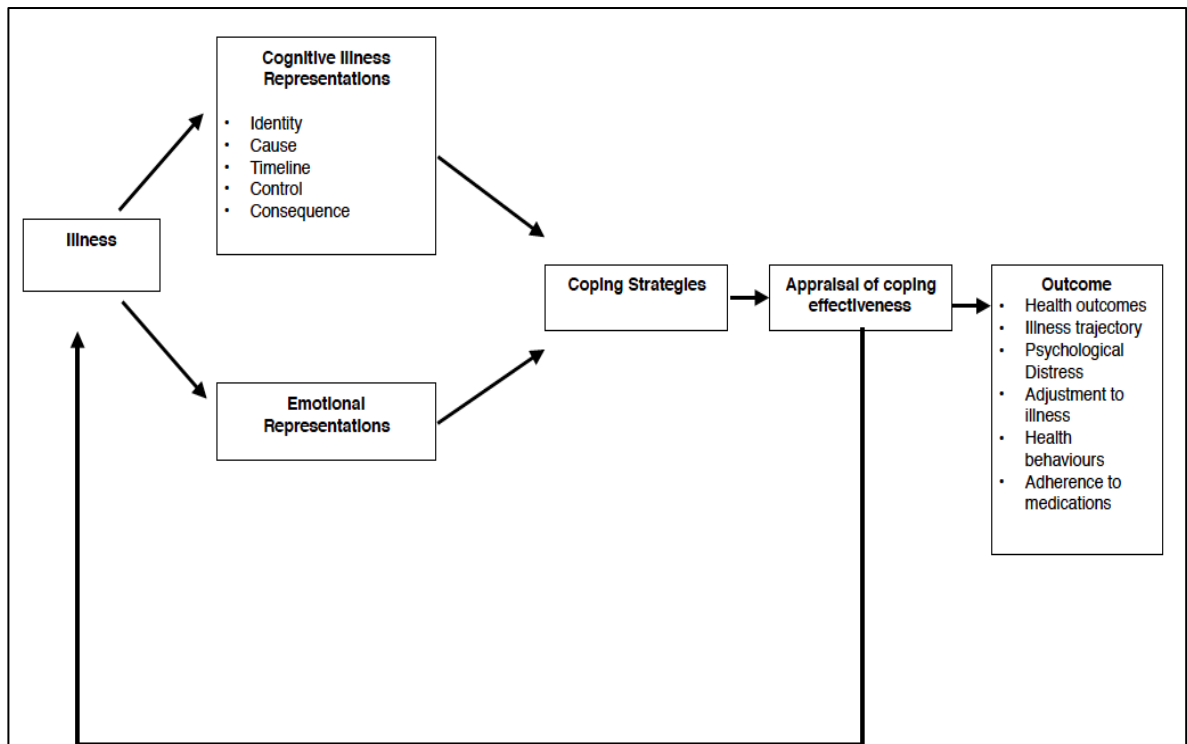 Cognitive Illness
Representations
• Identity
• Cause
• Timeline
• Control
• Consequence
Illness
Coping Strategies
Appraisal of coping
effectiveness
Outcome
• Health outcomes
• Illness trajectory
• Psychological
Distress
• Adjustment to
illness
• Health
behaviours
• Adherence to
medications
Emotional
Representations